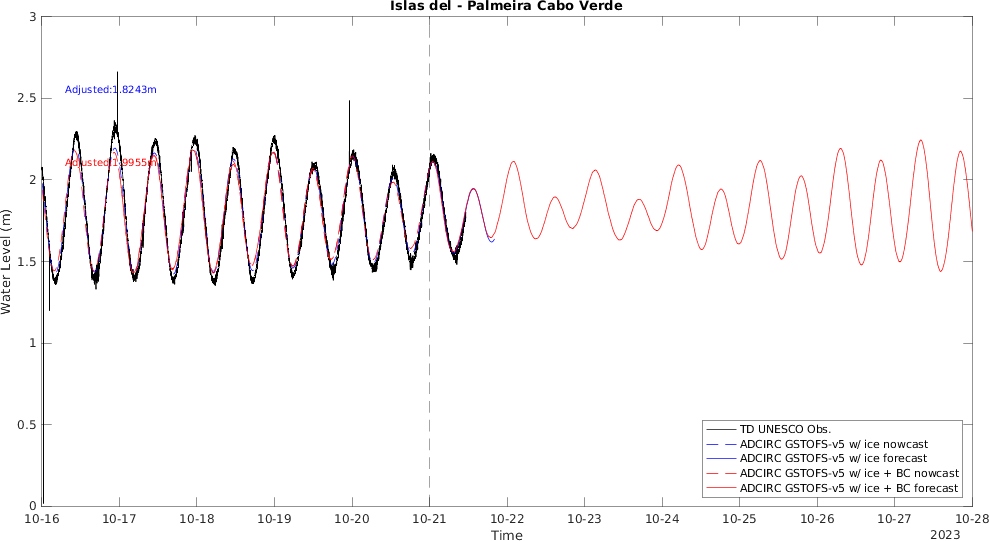 Islas del - Palmeira Cabo Verde
3
2.5
2
1.5
1
0.5
0
Water Level (m)
Adjusted:1.8243m
Adjusted:1.9955m
TD UNESCO Obs.
ADCIRC GSTOFS-v5 w/ ice nowcast
ADCIRC GSTOFS-v5 w/ ice forecast
ADCIRC GSTOFS-v5 w/ ice + BC nowcast
ADCIRC GSTOFS-v5 w/ ice + BC forecast
10-16 10-17 10-18 10-19 10-20 10-21 10-22 10-23 10-24 10-25 10-26 10-27 10-28
Time
2023